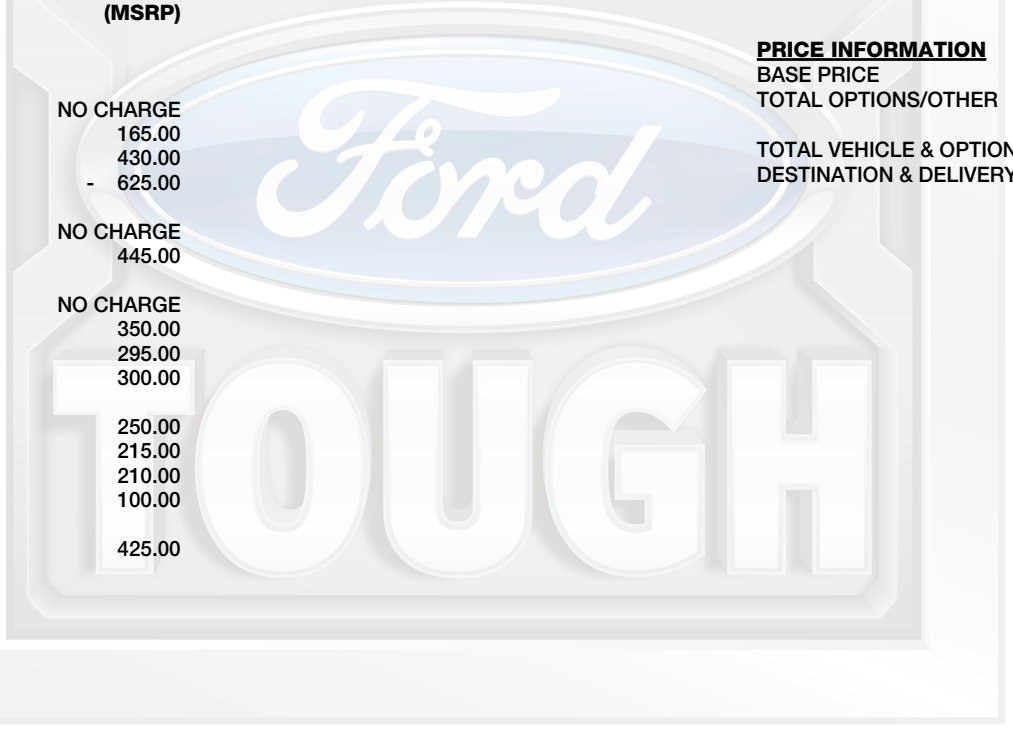 (MSRP)
NO CHARGE
165.00
430.00
- 625.00
NO CHARGE
445.00
NO CHARGE
350.00
295.00
300.00
250.00
215.00
210.00
100.00
425.00
PRICE INFORMATION
BASE PRICE
TOTAL OPTIONS/OTHER
TOTAL VEHICLE & OPTION
DESTINATION & DELIVERY
Ford
TOUGH